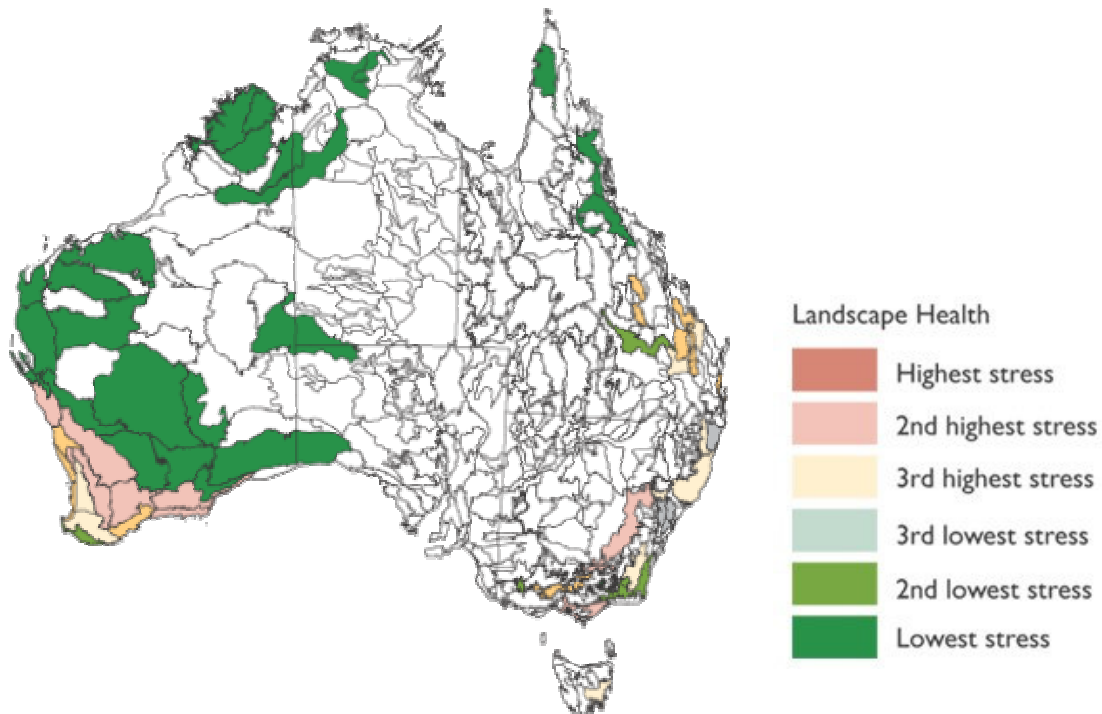 Landscape Health
Highest stress
2nd highest stress
3rd highest stress
3rd lowest stress
2nd lowest stress
Lowest stress